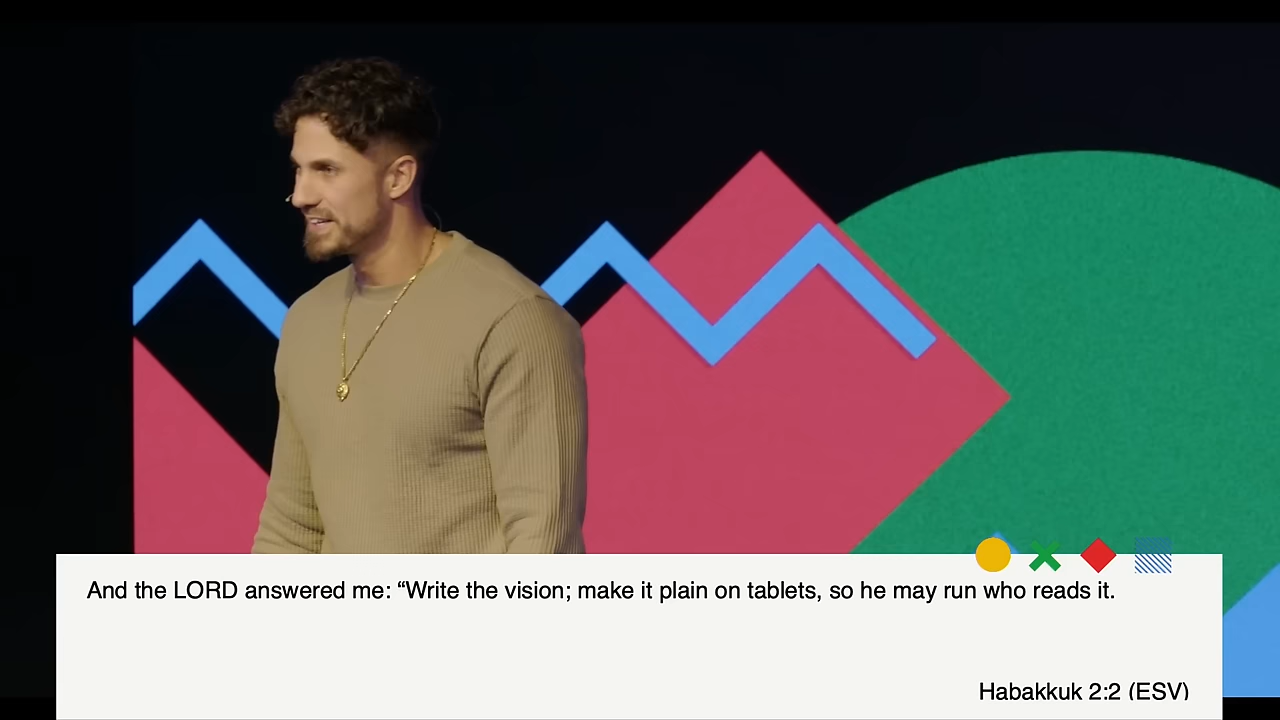 And the LORD answered me: “Write the vision; make it plain on tablets, so he may run who reads it.
Habakkuk 2:2 (ESV)